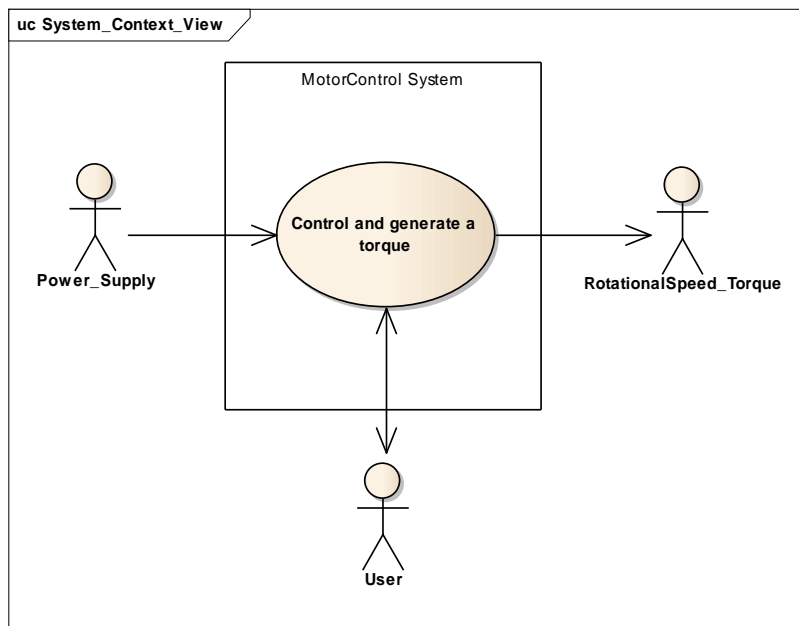 uc System_Context_View
MotorControl System
Control and generate a
torque
Power_Supply
RotationalSpeed_Torque
User